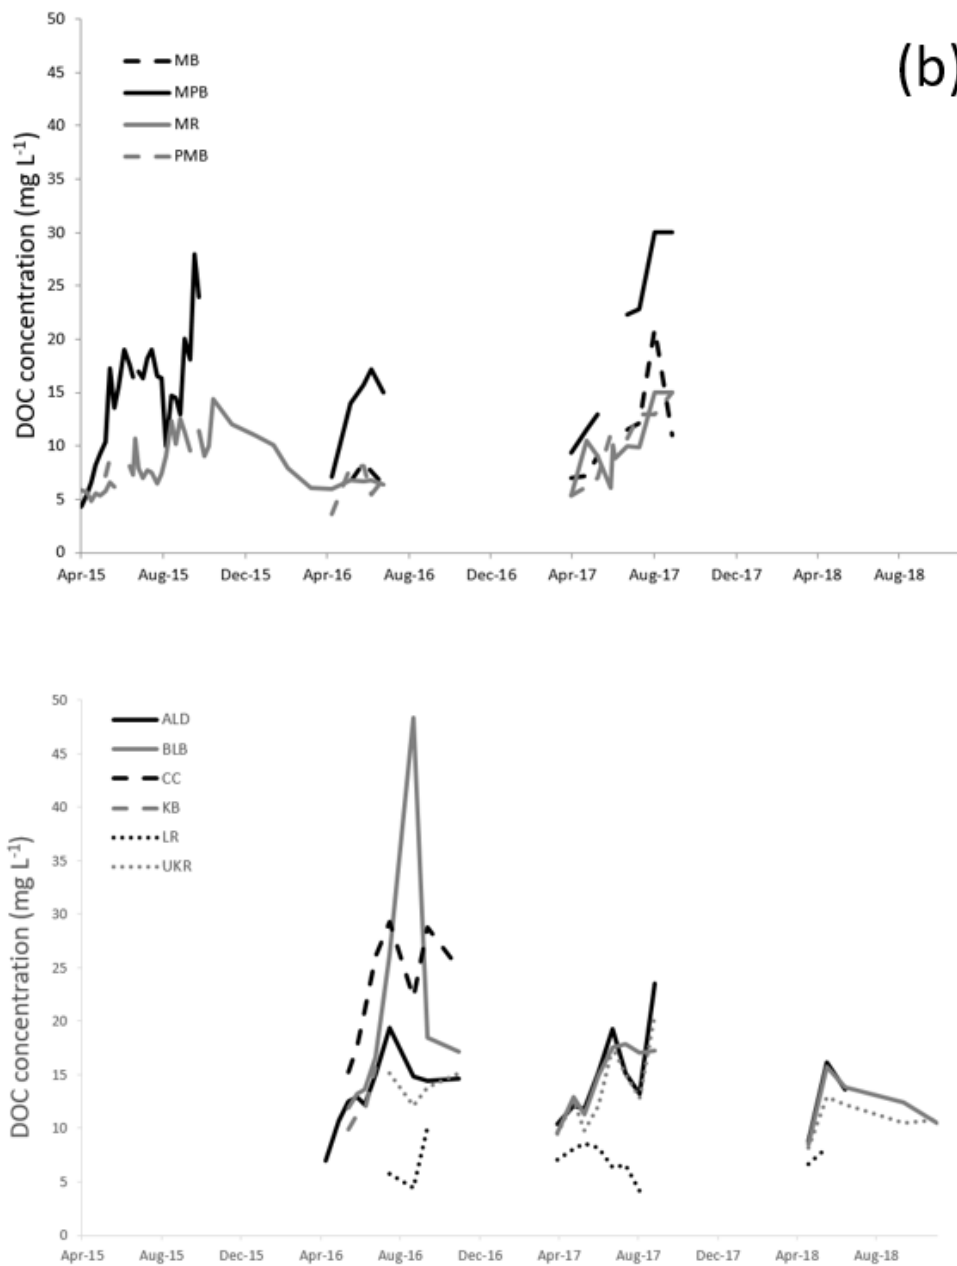 50
45
40
35
30
25
20
15
10
5
0
DOC concentration (mg L-1)
MB
MPB
MR
PMB
(b)
Apr-15 Aug-15 Dec-15 Apr-16 Aug-16 Dec-16 Apr-17 Aug-17 Dec-17 Apr-18 Aug-18
50
45
40
35
30
25
20
15
10
5
0
DOC concentration (mg L-1)
ALD
BLB
CC
KB
LR
UKR
Apr-15 Aug-15 Dec-15 Apr-16 Aug-16 Dec-16 Apr-17 Aug-17 Dec-17 Apr-18 Aug-18